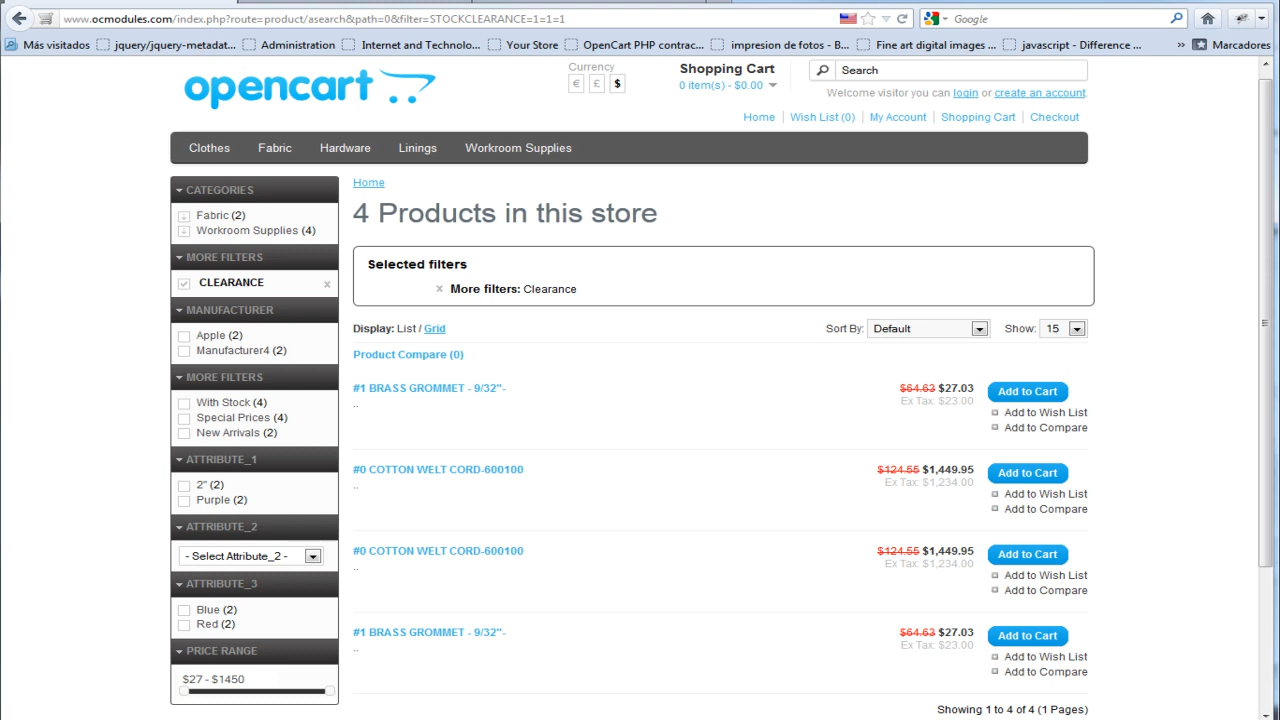 www.ocmodules.com/index.php?route=product/asearch&path=0&filter=STOCKCLEARANCE=1=1=1
Google
Más visitados jquery/jquery-metadat... Administration Internet and Technolo... Your Store OpenCart PHP contrac... impresion de fotos - B... Fine art digital images ... javascript - Difference ... » Marcadores
opencart
Currency
€ £ $
Shopping Cart
0 item(s) - $0.00
Search
Welcome visitor you can login or create an account.
Home Wish List (0) My Account Shopping Cart Checkout
Clothes Fabric Hardware Linings Workroom Supplies
CATEGORIES
Fabric (2)
Workroom Supplies (4)
MORE FILTERS
CLEARANCE x
MANUFACTURER
Apple (2)
Manufacturer4 (2)
MORE FILTERS
With Stock (4)
Special Prices (4)
New Arrivals (2)
ATTRIBUTE_1
2" (2)
Purple (2)
ATTRIBUTE_2
- Select Attribute_2 -
ATTRIBUTE_3
Blue (2)
Red (2)
PRICE RANGE
$27 - $1450
Home
4 Products in this store
Selected filters
x More filters: Clearance
Display: List / Grid Sort By: Default Show: 15
Product Compare (0)
#1 BRASS GROMMET - 9/32"- $64.63 $27.03 Add to Cart
.. Ex Tax: $23.00
Add to Wish List
Add to Compare
#0 COTTON WELT CORD-600100 $124.55 $1,449.95 Add to Cart
.. Ex Tax: $1,234.00
Add to Wish List
Add to Compare
#0 COTTON WELT CORD-600100 $124.55 $1,449.95 Add to Cart
.. Ex Tax: $1,234.00
Add to Wish List
Add to Compare
#1 BRASS GROMMET - 9/32"- $64.63 $27.03 Add to Cart
.. Ex Tax: $23.00
Add to Wish List
Add to Compare
Showing 1 to 4 of 4 (1 Pages)